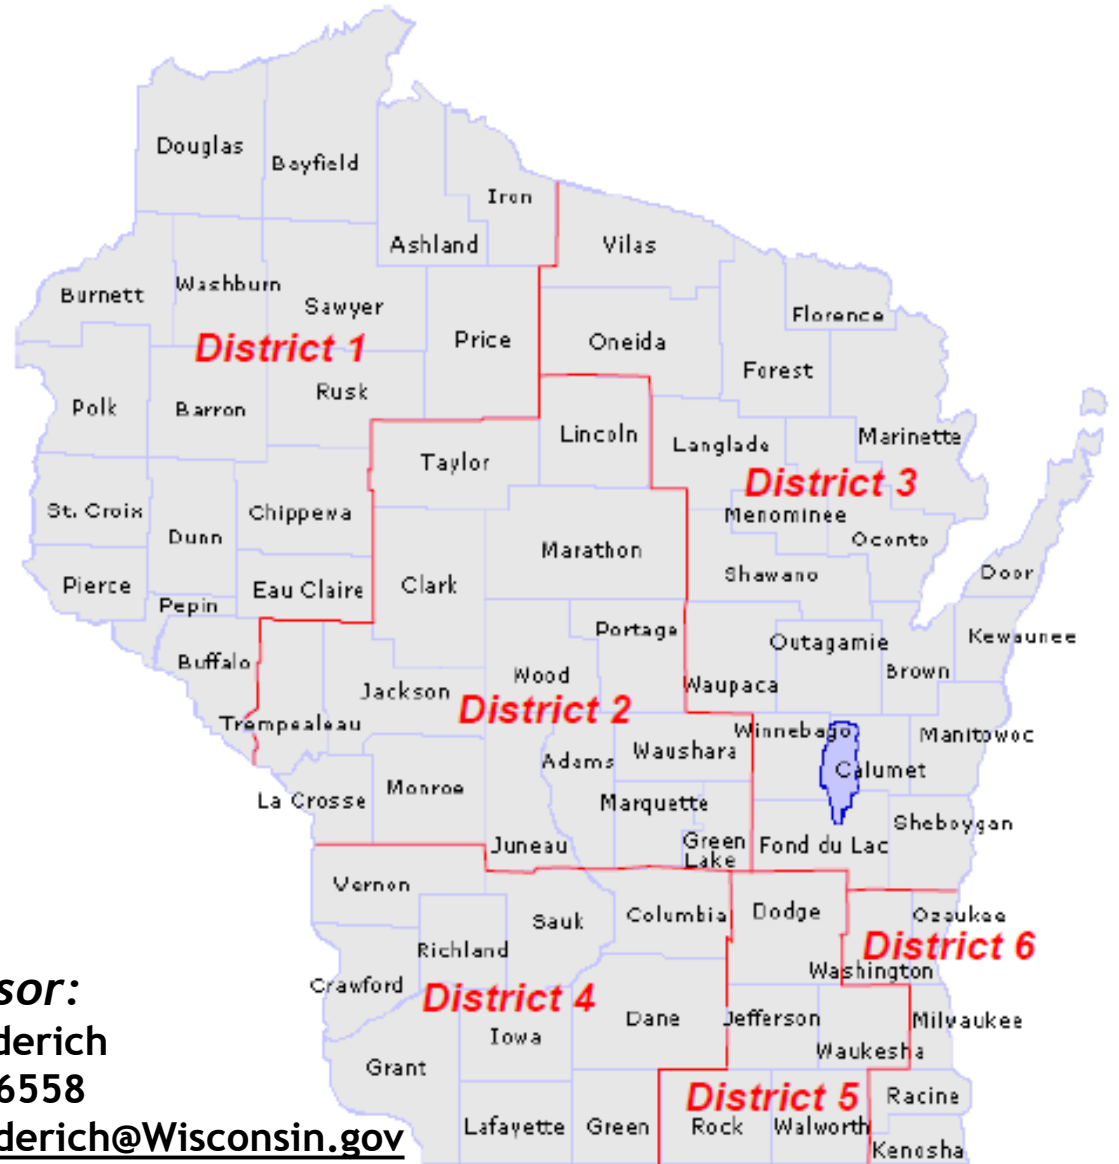 Douglas
Bayfield
Iron
Ashland
Vilas
Burnett
Washburn
Sawyer
Florence
Price
Oneida
District 1
Forest
Polk
Barron
Rusk
Lincoln
Langlade
Marinette
Taylor
District 3
St. Croix
Chippewa
Menominee
Dunn
Marathon
Oconto
Pierce
Eau Claire
Clark
Shawano
Door
Pepin
Portage
Outagamie
Kewaunee
Buffalo
Wood
Brown
Jackson
Waupaca
District 2
Trempealeau
Winnebago
Manitowoc
Waushara
Adams
Calumet
La Crosse
Monroe
Marquette
Sheboygan
Juneau
Green
Lake
Fond du Lac
Vernon
Sauk
Columbia
Dodge
Ozaukee
Richland
District 6
Washington
Crawford
District 4
Dane
Jefferson
Milwaukee
Iowa
Waukesha
Grant
District 5
Racine
Lafayette
Green
Rock
Walworth
Kenosha
sor:
derich
6558
derich@Wisconsin.gov